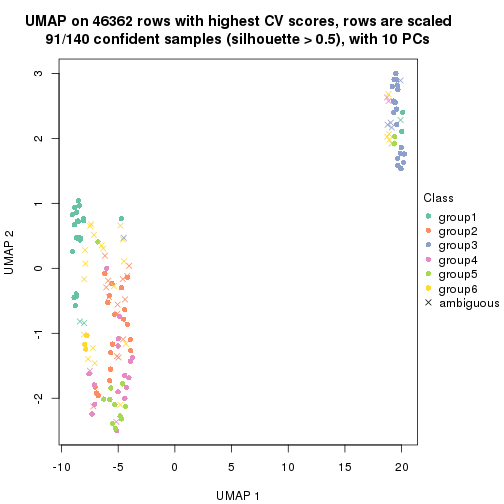 UMAP on 46362 rows with highest CV scores, rows are scaled
91/140 confident samples (silhouette > 0.5), with 10 PCs
3
2
1
0
-1
-2
UMAP 2
-10
-5
0
5
10
15
20
UMAP 1
Class
group1
group2
group3
group4
group5
group6
ambiguous